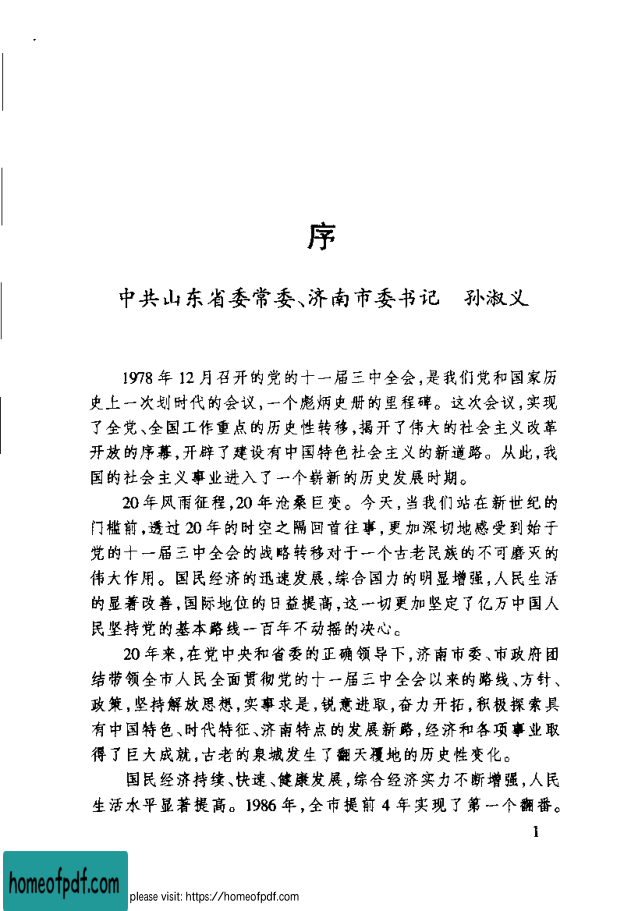 序
中共山东省委常委、济南市委书记 孙淑义
1978年12月召开的党的十一届三中全会,是我们党和国家历
史上一次划时代的会议,一个彪炳史册的里程碑。这次会议,实现
了全党、全国工作重点的历史性转移,揭开了伟大的社会主义改革
开放的序幕,开辟了建设有中国特色社会主义的新道路。从此,我
国的社会主义事业进入了一个崭新的历史发展时期。
20年风雨征程,20年沧桑巨变。今天,当我们站在新世纪的
门槛前,透过20年的时空之隔回首往事,更加深切地感受到始于
党的十一届三中全会的战略转移对于一个古老民族的不可磨灭的
伟大作用。国民经济的迅速发展、综合国力的明显增强,人民生活
的显著改善,国际地位的日益提高,这一切更加坚定了亿万中国人
民坚持党的基本路线一百年不动摇的决心。
20年来,在党中央和省委的正确领导下,济南市委、市政府团
结带领全市人民全面贯彻党的十一届三中全会以来的路线、方针、
政策,坚持解放思想,实事求是,锐意进取,奋力开拓,积极探索具
有中国特色、时代特征、济南特点的发展新路,经济和各项事业取
得了巨大成就,古老的泉城发生了翻天覆地的历史性变化。
国民经济持续、快速、健康发展,综合经济实力不断增强,人民
生活水平显著提高。1986年,全市提前4年实现了第一个翻番。
1
homeofpdf.com
please visit: https://homeofpdf.com